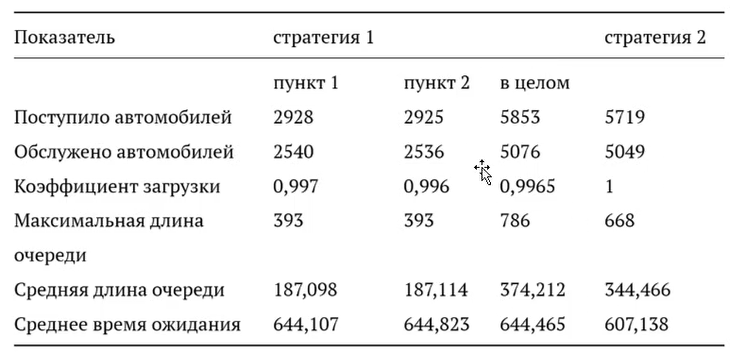 Показатель стратегия 1 стратегия 2
пункт 1 пункт 2 в целом
Поступило автомобилей 2928 2925 5853 5719
Обслужено автомобилей 2540 2536 5076 5049
Коэффициент загрузки 0,997 0,996 0,9965 1
Максимальная длина 393 393 786 668
очереди
Средняя длина очереди 187,098 187,114 374,212 344,466
Среднее время ожидания 644,107 644,823 644,465 607,138